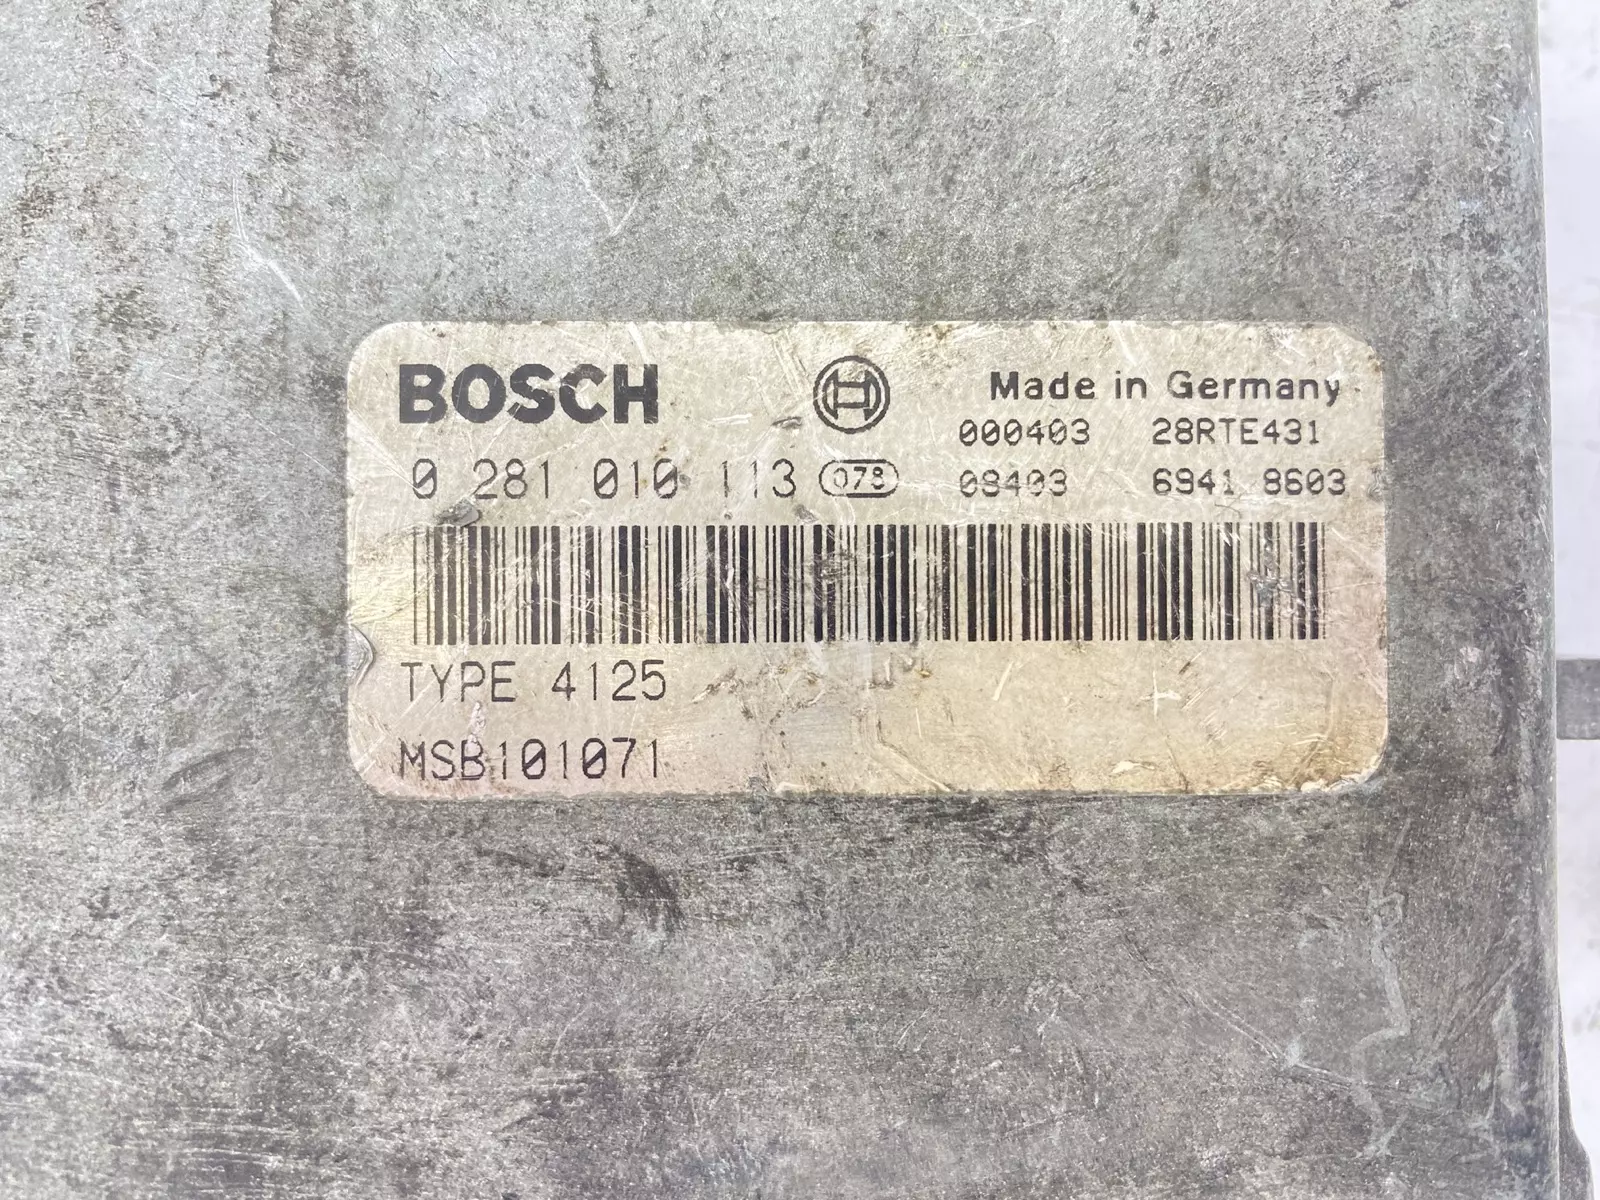 BOSCH
Made in Germany
000403 28RTE431
0 281 010 113 078
08403 6941 8603
TYPE 4125
MSB101071